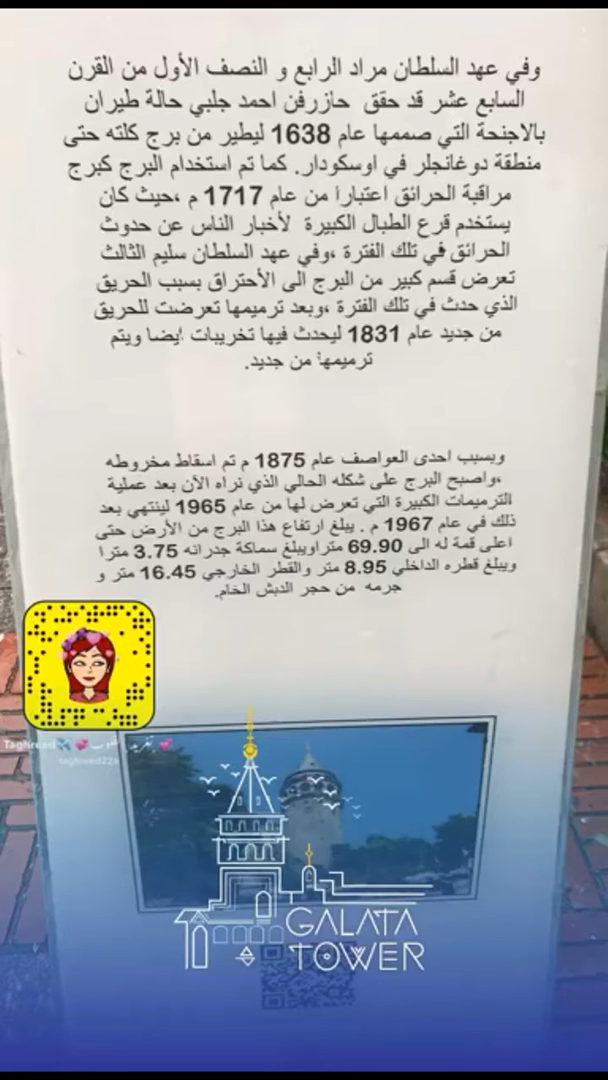 وفي عهد السلطان مراد الرابع و النصف الأول من القرن
السابع عشر قد حقق حازرفن احمد جلبي حالة طيران
بالاجنحة التي صممها عام 1638 ليطير من برج كلته حتى
منطقة دوغانجلر في اوسكودار. كما تم استخدام البرج كبرج
مراقبة الحرائق اعتبارا من عام 1717 م ،حيث كان
يستخدم قرع الطبال الكبيرة لأخبار الناس عن حدوث
الحرائق في تلك الفترة ،وفي عهد السلطان سليم الثالث
تعرض قسم كبير من البرج الى الأحتراق بسبب الحريق
الذي حدث في تلك الفترة ،وبعد ترميمها تعرضت للحريق
من جديد عام 1831 ليحدث فيها تخريبات ايضا ويتم
ترميمها من جديد.
وبسبب احدى العواصف عام 1875 م تم اسقاط مخروطه
،واصبح البرج على شكله الحالي الذي نراه الآن بعد عملية
الترميمات الكبيرة التي تعرض لها من عام 1965 لينتهي بعد
ذلك في عام 1967 م . يبلغ ارتفاع هذا البرج من الأرض حتى
اعلى قمة له الى 69.90 متراويبلغ سماكة جدرانه 3.75 مترا
ويبلغ قطره الداخلي 8.95 متر والقطر الخارجي 16.45 متر و
جرمه من حجر الدبش الخام.
Taghreed
taghreed22a
GALATA
TOWER